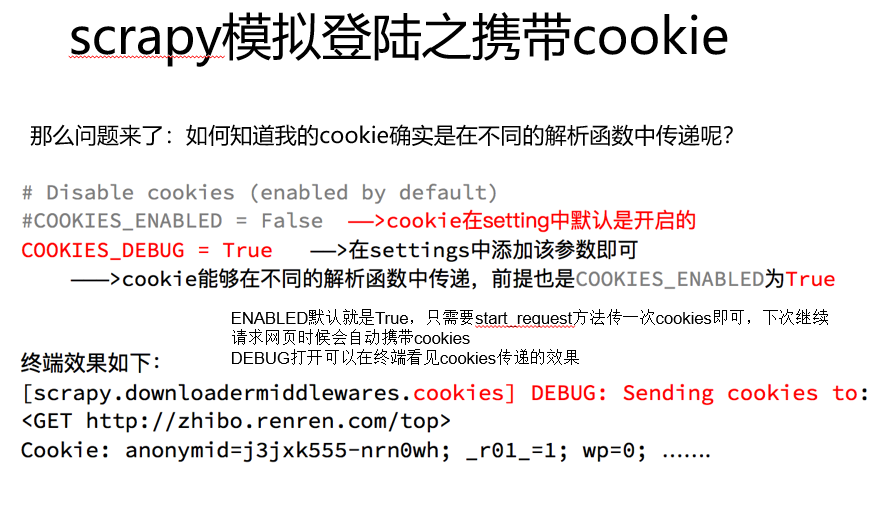 scrapy模拟登陆之携带cookie
那么问题来了：如何知道我的cookie确实是在不同的解析函数中传递呢？
# Disable cookies (enabled by default)
#COOKIES_ENABLED = False ——>cookie在setting中默认是开启的
COOKIES_DEBUG = True ——>在settings中添加该参数即可
———>cookie能够在不同的解析函数中传递，前提也是COOKIES_ENABLED为True
ENABLED默认就是True，只需要start_request方法传一次cookies即可，下次继续
请求网页时候会自动携带cookies
DEBUG打开可以在终端看见cookies传递的效果
终端效果如下：
[scrapy.downloadermiddlewares.cookies] DEBUG: Sending cookies to:
<GET http://zhibo.renren.com/top>
Cookie: anonymid=j3jxk555-nrn0wh; _r01_=1; wp=0; …….